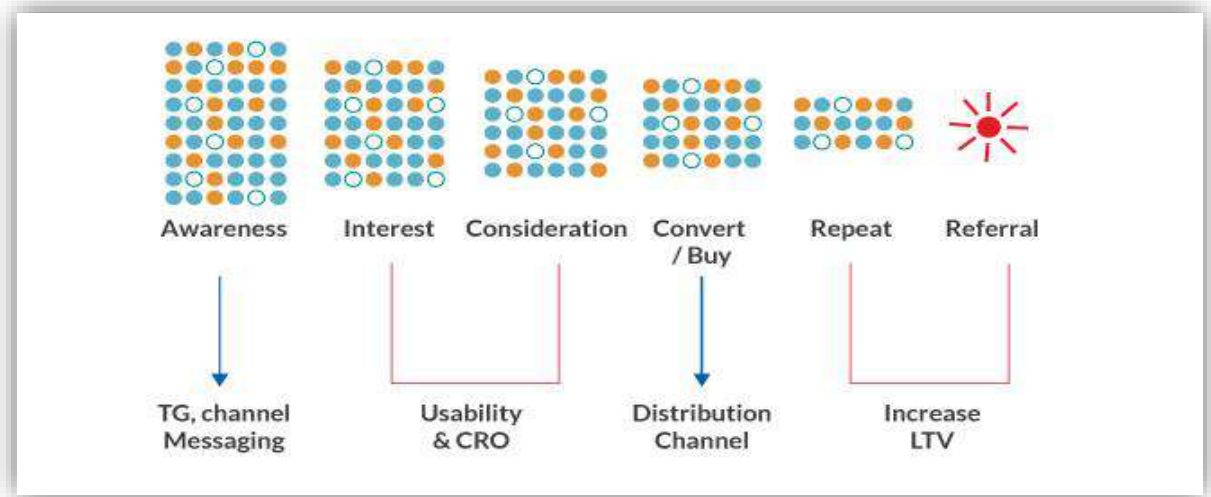 Awareness
Interest
Consideration
Convert
/ Buy
Repeat
Referral
TG, channel
Messaging
Usability
& CRO
Distribution
Channel
Increase
LTV